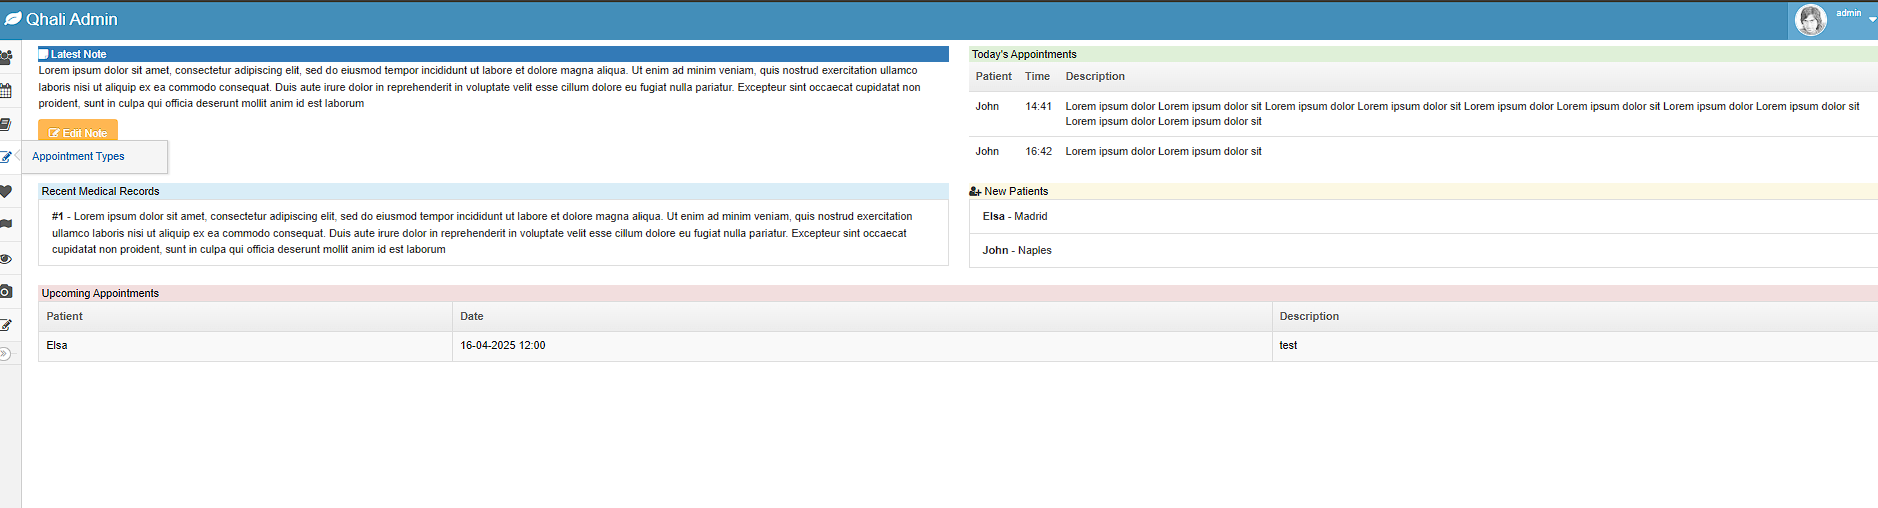 Qhali Admin
admin
Latest Note
Lorem ipsum dolor sit amet, consectetur adipiscing elit, sed do eiusmod tempor incididunt ut labore et dolore magna aliqua. Ut enim ad minim veniam, quis nostrud exercitation ullamco
laboris nisi ut aliquip ex ea commodo consequat. Duis aute irure dolor in reprehenderit in voluptate velit esse cillum dolore eu fugiat nulla pariatur. Excepteur sint occaecat cupidatat non
proident, sunt in culpa qui officia deserunt mollit anim id est laborum
Edit Note
Appointment Types
Today's Appointments
Patient Time Description
John 14:41 Lorem ipsum dolor Lorem ipsum dolor sit Lorem ipsum dolor Lorem ipsum dolor sit Lorem ipsum dolor Lorem ipsum dolor sit Lorem ipsum dolor Lorem ipsum dolor sit
Lorem ipsum dolor Lorem ipsum dolor sit
John 16:42 Lorem ipsum dolor Lorem ipsum dolor sit
Recent Medical Records
#1 - Lorem ipsum dolor sit amet, consectetur adipiscing elit, sed do eiusmod tempor incididunt ut labore et dolore magna aliqua. Ut enim ad minim veniam, quis nostrud exercitation
ullamco laboris nisi ut aliquip ex ea commodo consequat. Duis aute irure dolor in reprehenderit in voluptate velit esse cillum dolore eu fugiat nulla pariatur. Excepteur sint occaecat
cupidatat non proident, sunt in culpa qui officia deserunt mollit anim id est laborum
New Patients
Elsa - Madrid
John - Naples
Upcoming Appointments
Patient Date Description
Elsa 16-04-2025 12:00 test